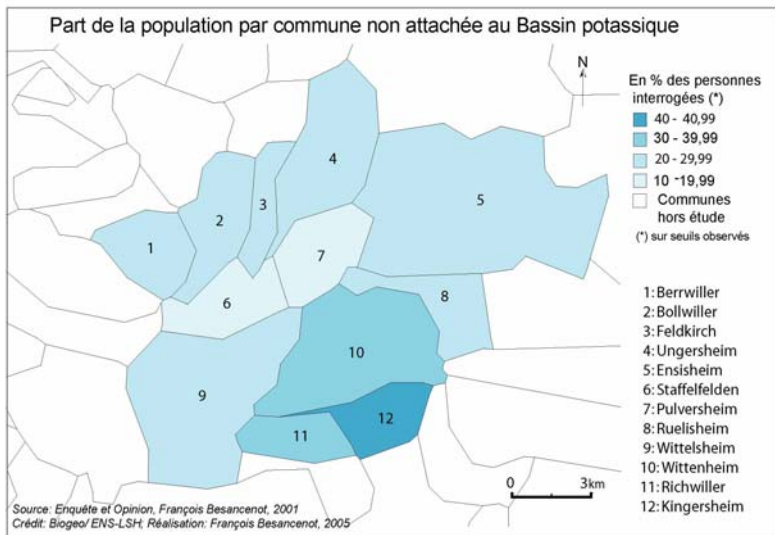 Part de la population par commune non attachée au Bassin potassique
N
En % des personnes
interrogées (*)
40 - 40,99
30 - 39,99
20 - 29,99
10 -19,99
Communes
hors étude
(*) sur seuils observés
1
2
3
4
5
6
7
8
9
10
11
12
1: Berrwiller
2: Bollwiller
3: Feldkirch
4: Ungersheim
5: Ensisheim
6: Staffelfelden
7: Pulversheim
8: Ruelisheim
9: Wittelsheim
10: Wittenheim
11: Richwiller
12: Kingersheim
0 3km
Source: Enquête et Opinion, François Besancenot, 2001
Crédit: Biogeo/ ENS-LSH; Réalisation: François Besancenot, 2005